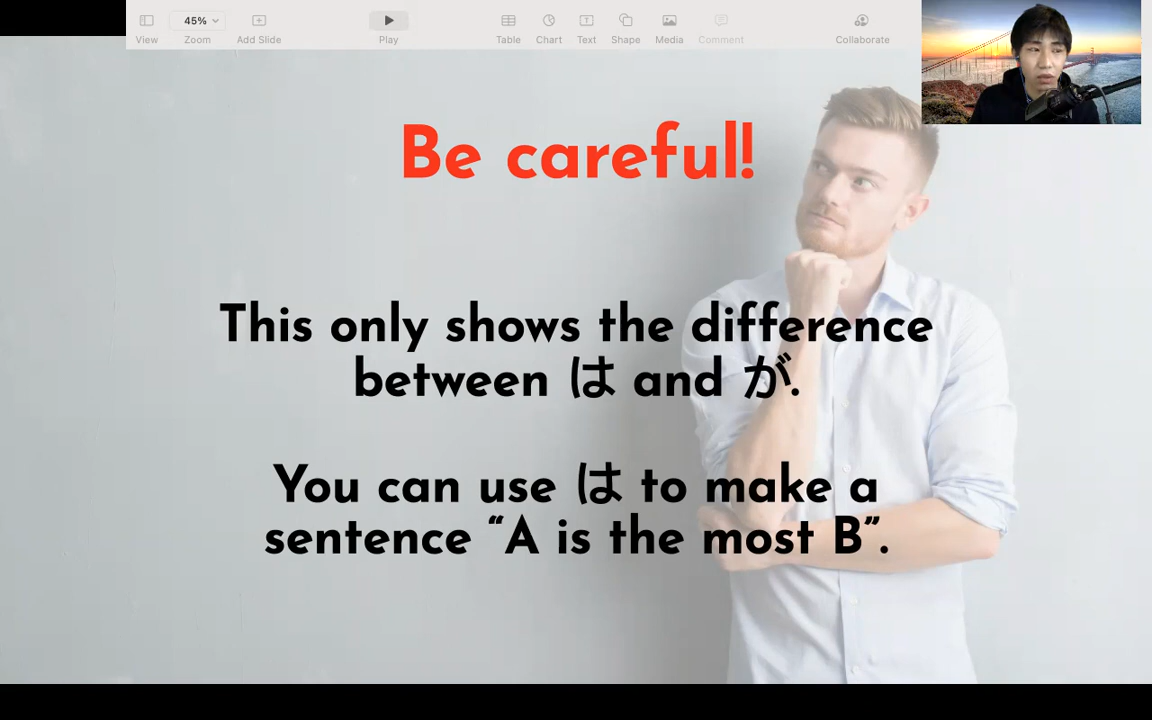 45%
View
Zoom
Add Slide
Play
Table
Chart
Text
Shape
Media
Comment
Collaborate
Be careful!
This only shows the difference
between は and が.
You can use は to make a
sentence “A is the most B”.